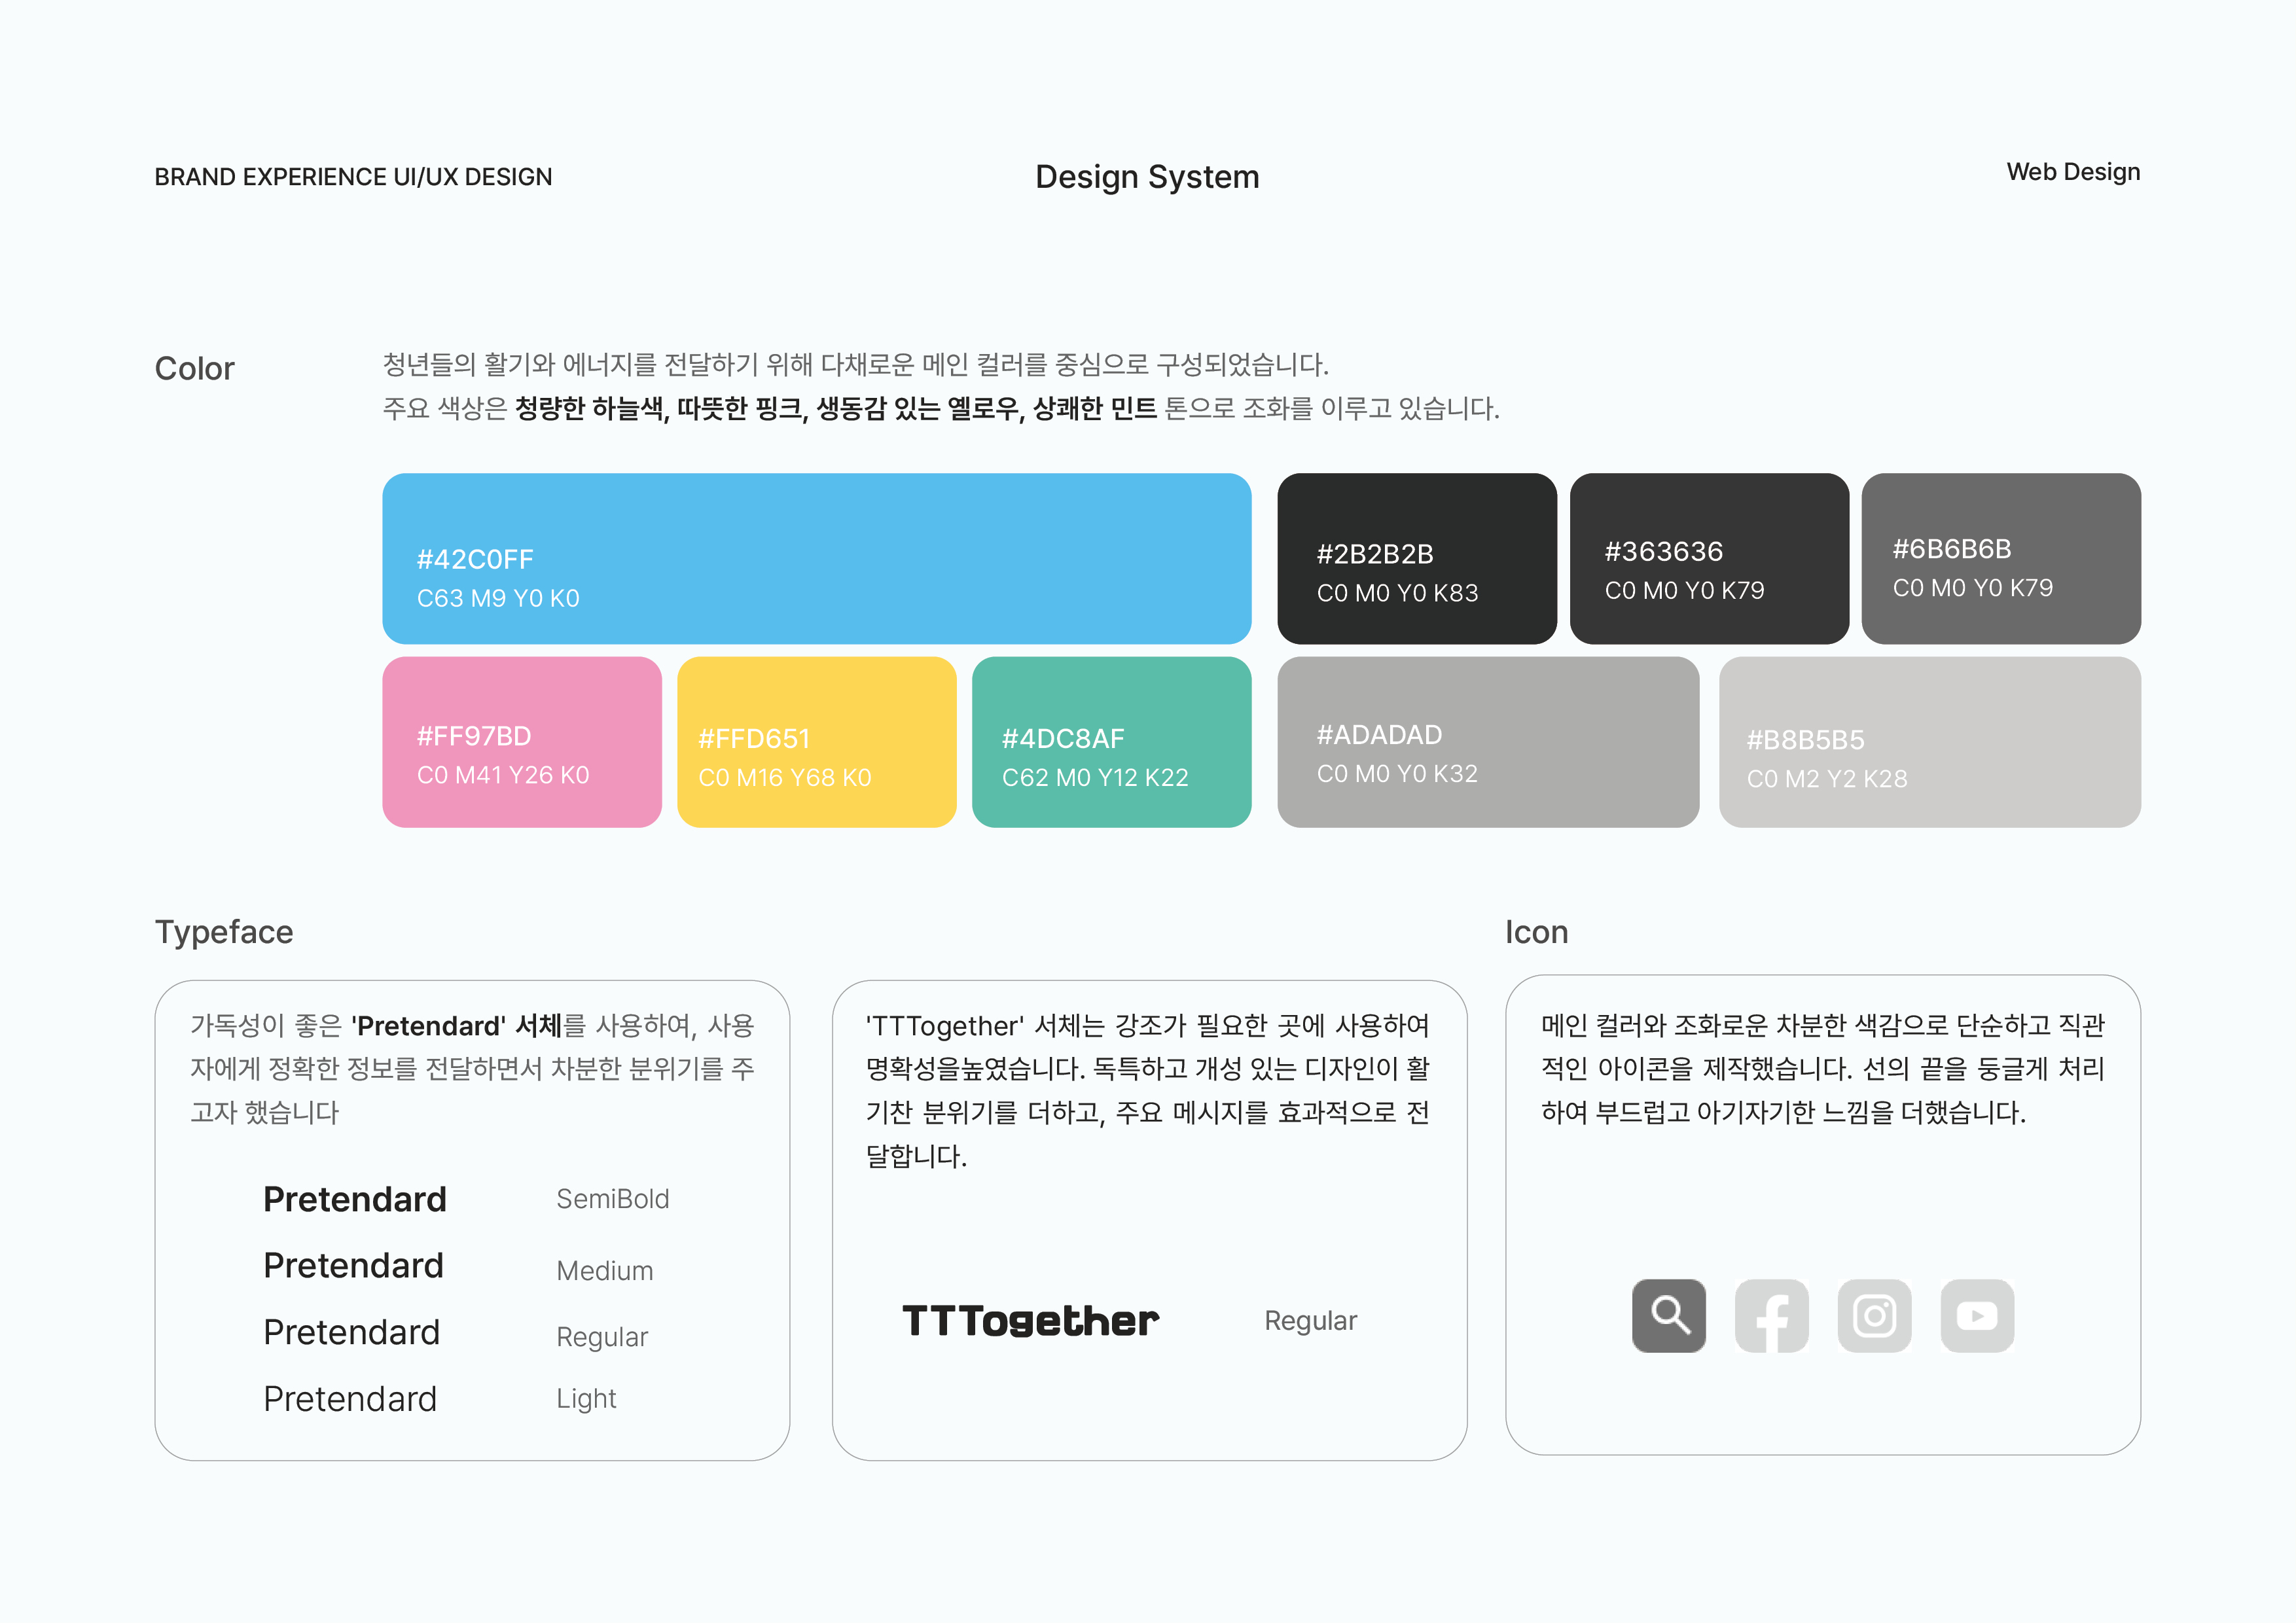 BRAND EXPERIENCE UI/UX DESIGN
Design System
Web Design
Color
청년들의 활기와 에너지를 전달하기 위해 다채로운 메인 컬러를 중심으로 구성되었습니다.
주요 색상은 청량한 하늘색, 따뜻한 핑크, 생동감 있는 옐로우, 상쾌한 민트 톤으로 조화를 이루고 있습니다.
#42C0FF
C63 M9 Y0 K0
#2B2B2B
C0 M0 Y0 K83
#363636
C0 M0 Y0 K79
#6B6B6B
C0 M0 Y0 K79
#FF97BD
C0 M41 Y26 K0
#FFD651
C0 M16 Y68 K0
#4DC8AF
C62 M0 Y12 K22
#ADADAD
C0 M0 Y0 K32
#B8B5B5
C0 M2 Y2 K28
Typeface
가독성이 좋은 'Pretendard' 서체를 사용하여, 사용
자에게 정확한 정보를 전달하면서 차분한 분위기를 주
고자 했습니다
Pretendard SemiBold
Pretendard Medium
Pretendard Regular
Pretendard Light
'TTTogether' 서체는 강조가 필요한 곳에 사용하여
명확성을높였습니다. 독특하고 개성 있는 디자인이 활
기찬 분위기를 더하고, 주요 메시지를 효과적으로 전
달합니다.
TTTogether Regular
Icon
메인 컬러와 조화로운 차분한 색감으로 단순하고 직관
적인 아이콘을 제작했습니다. 선의 끝을 둥글게 처리
하여 부드럽고 아기자기한 느낌을 더했습니다.